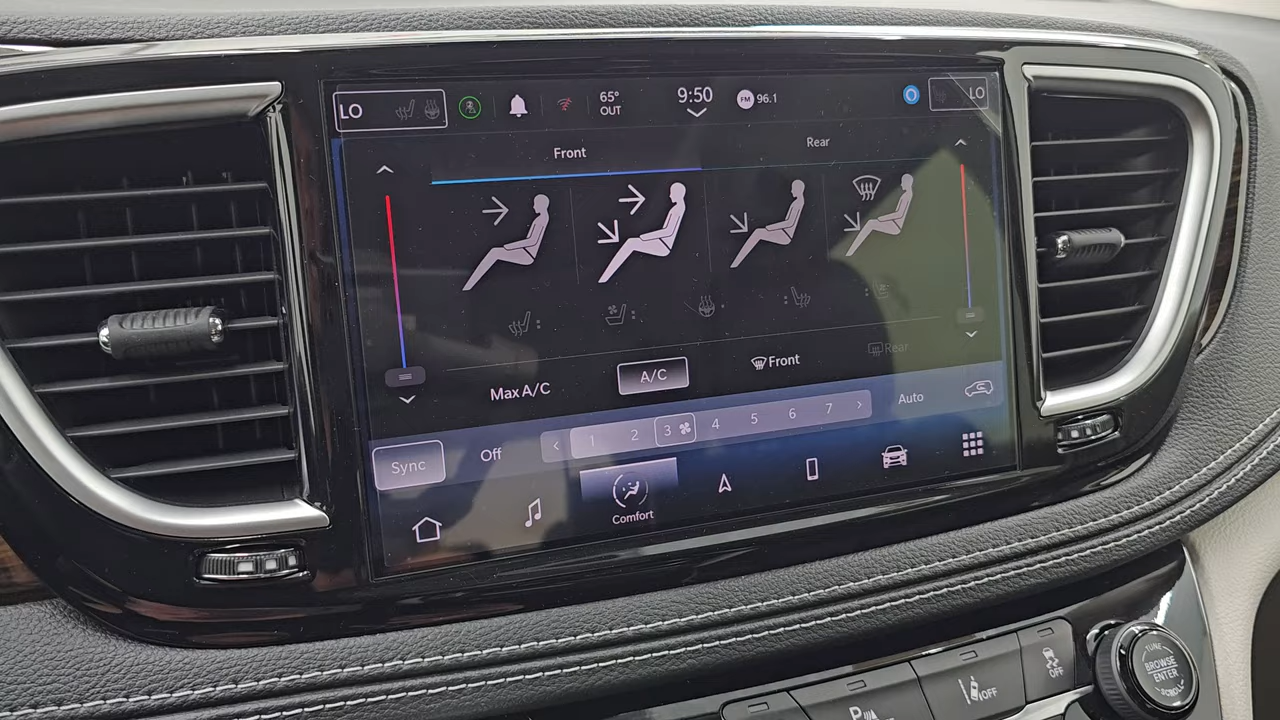 LO
65°
OUT
9:50
FM 96.1
LO
Front
Rear
Max A/C
A/C
Front
Rear
Sync
Off
1 2 3 4 5 6 7
Auto
Comfort
OFF
OFF
TUNE
BROWSE
ENTER
SCROLL